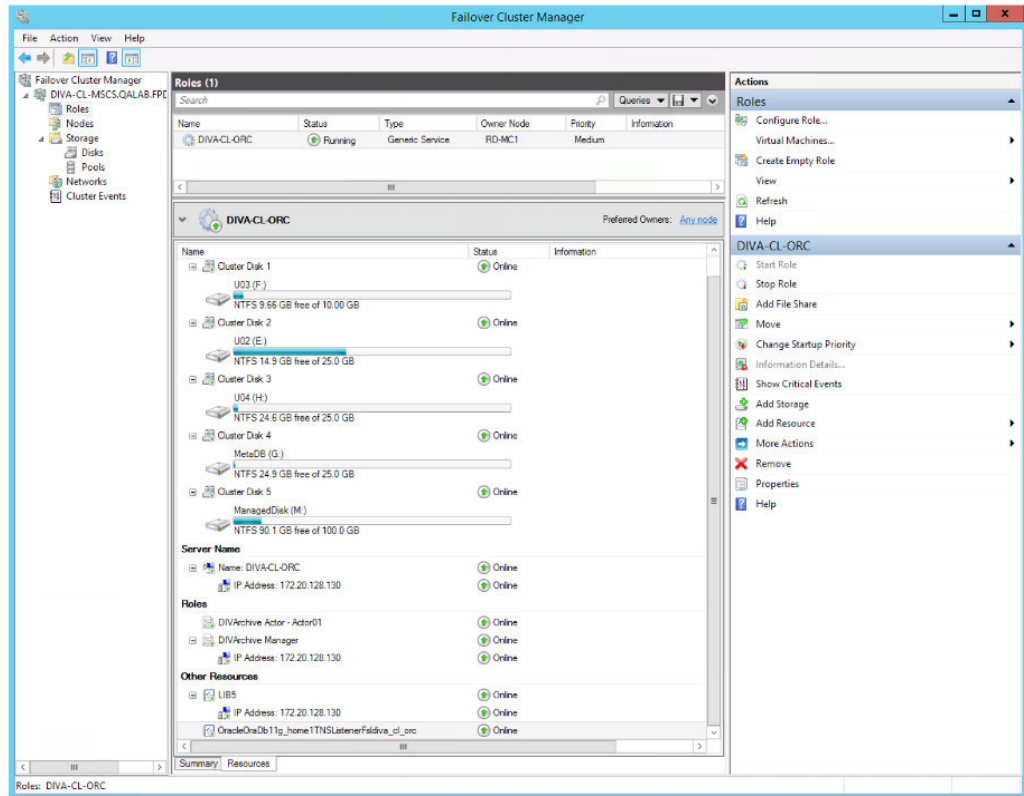 Failover Cluster Manager
File Action View Help
Failover Cluster Manager
DIVA-CL-MSCS.QALAB.FPD
Roles
Nodes
Storage
Disks
Pools
Networks
Cluster Events
Roles (1)
Search
Queries
Name Status Type Owner Node Priority Information
DIVA-CL-ORC Running Generic Service RD-MC1 Medium
DIVA-CL-ORC Preferred Owners: Any node
Name Status Information
Cluster Disk 1 Online
U03 (F:)
NTFS 9.66 GB free of 10.00 GB
Cluster Disk 2 Online
U02 (E:)
NTFS 14.9 GB free of 25.0 GB
Cluster Disk 3 Online
U04 (H:)
NTFS 24.6 GB free of 25.0 GB
Cluster Disk 4 Online
MetaDB (G:)
NTFS 24.9 GB free of 25.0 GB
Cluster Disk 5 Online
ManagedDisk (M:)
NTFS 90.1 GB free of 100.0 GB
Server Name
Name: DIVA-CL-ORC Online
IP Address: 172.20.128.130 Online
Roles
DIVArchive Actor - Actor01 Online
DIVArchive Manager Online
IP Address: 172.20.128.130 Online
Other Resources
LIB5 Online
IP Address: 172.20.128.130 Online
OracleOraDb11g_home1TNSListenerFsldiva_cl_orc Online
Summary Resources
Actions
Roles
Configure Role...
Virtual Machines...
Create Empty Role
View
Refresh
Help
DIVA-CL-ORC
Start Role
Stop Role
Add File Share
Move
Change Startup Priority
Information Details...
Show Critical Events
Add Storage
Add Resource
More Actions
Remove
Properties
Help
Roles: DIVA-CL-ORC